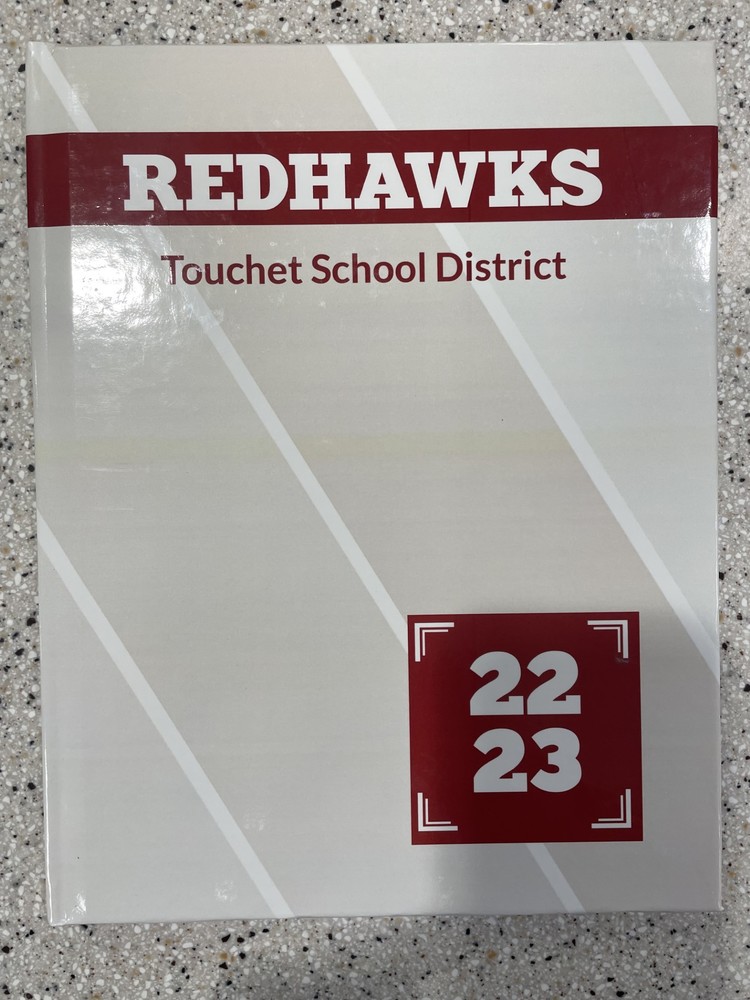 REDHAWKS
Touchet School District
22
23